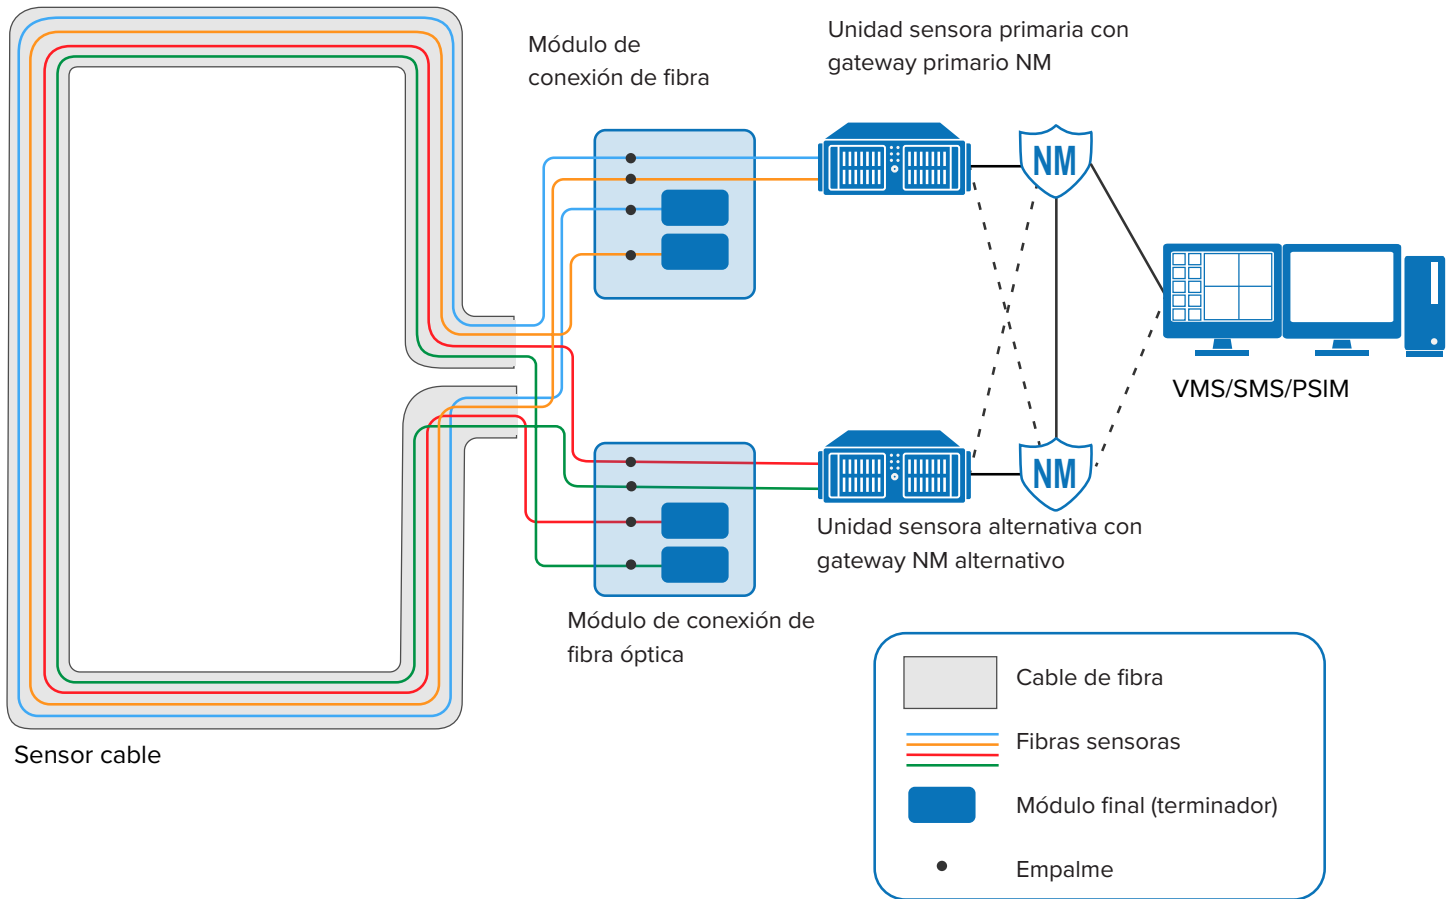 Módulo de
conexión de fibra
Unidad sensora primaria con
gateway primario NM
NM
VMS/SMS/PSIM
NM
Unidad sensora alternativa con
gateway NM alternativo
Módulo de conexión de
fibra óptica
Sensor cable
Cable de fibra
Fibras sensoras
Módulo final (terminador)
Empalme